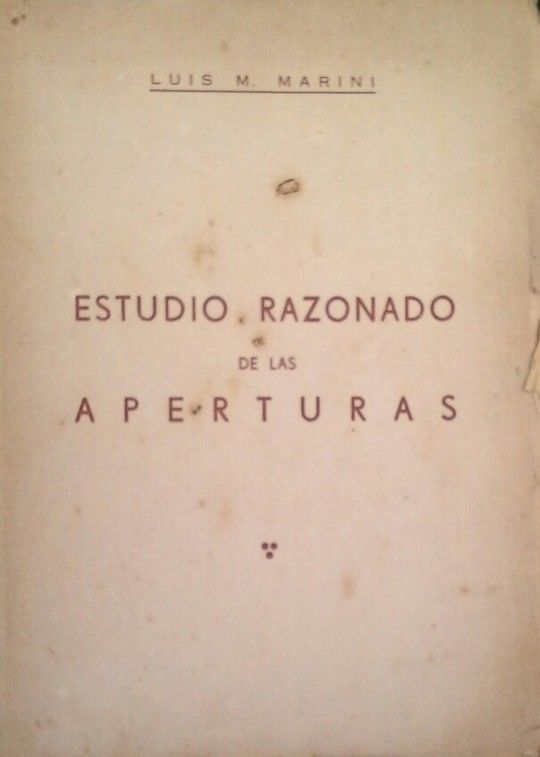 LUIS M. MARINI
ESTUDIO RAZONADO
DE LAS
APERTURAS